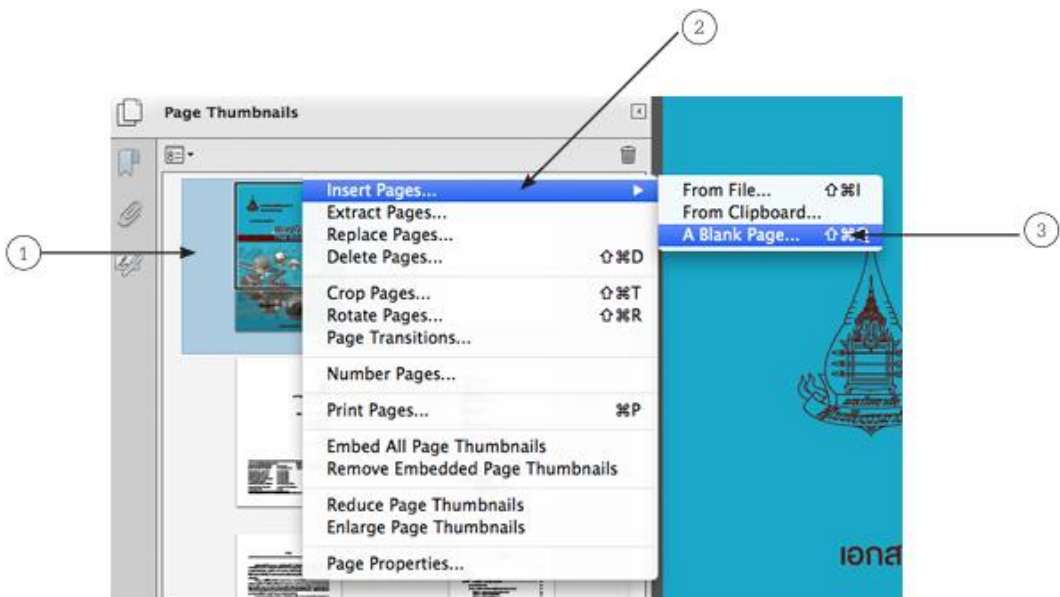 2
Page Thumbnails
Insert Pages...
Extract Pages...
Replace Pages...
Delete Pages... ⇧⌘D
Crop Pages... ⇧⌘T
Rotate Pages... ⇧⌘R
Page Transitions...
Number Pages...
Print Pages... ⌘P
Embed All Page Thumbnails
Remove Embedded Page Thumbnails
Reduce Page Thumbnails
Enlarge Page Thumbnails
Page Properties...
From File... ⇧⌘I
From Clipboard...
A Blank Page... ⇧⌘
1
3
เอกส